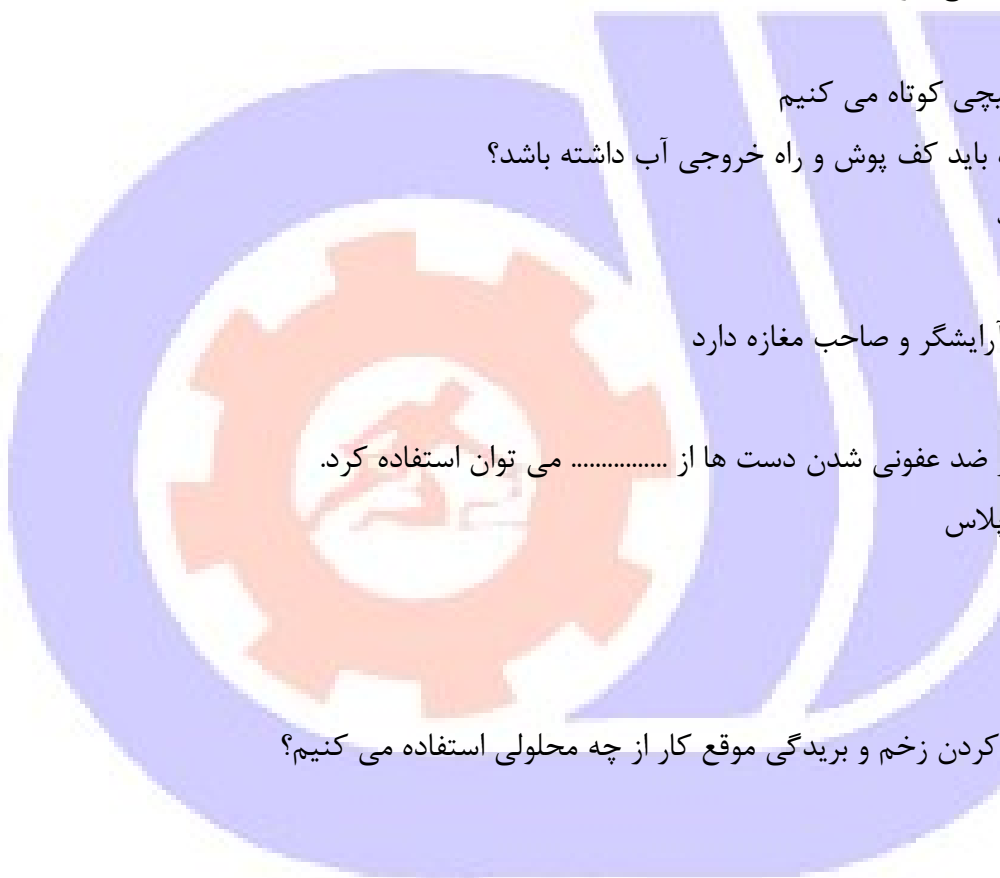 کوتاه می کنیم
باید کف پوش و راه خروجی آب داشته باشد؟
آرایشگر و صاحب مغازه دارد
ضد عفونی شدن دست ها از ................ می توان استفاده کرد.
پلاس
کردن زخم و بریدگی موقع کار از چه محلولی استفاده می کنیم؟